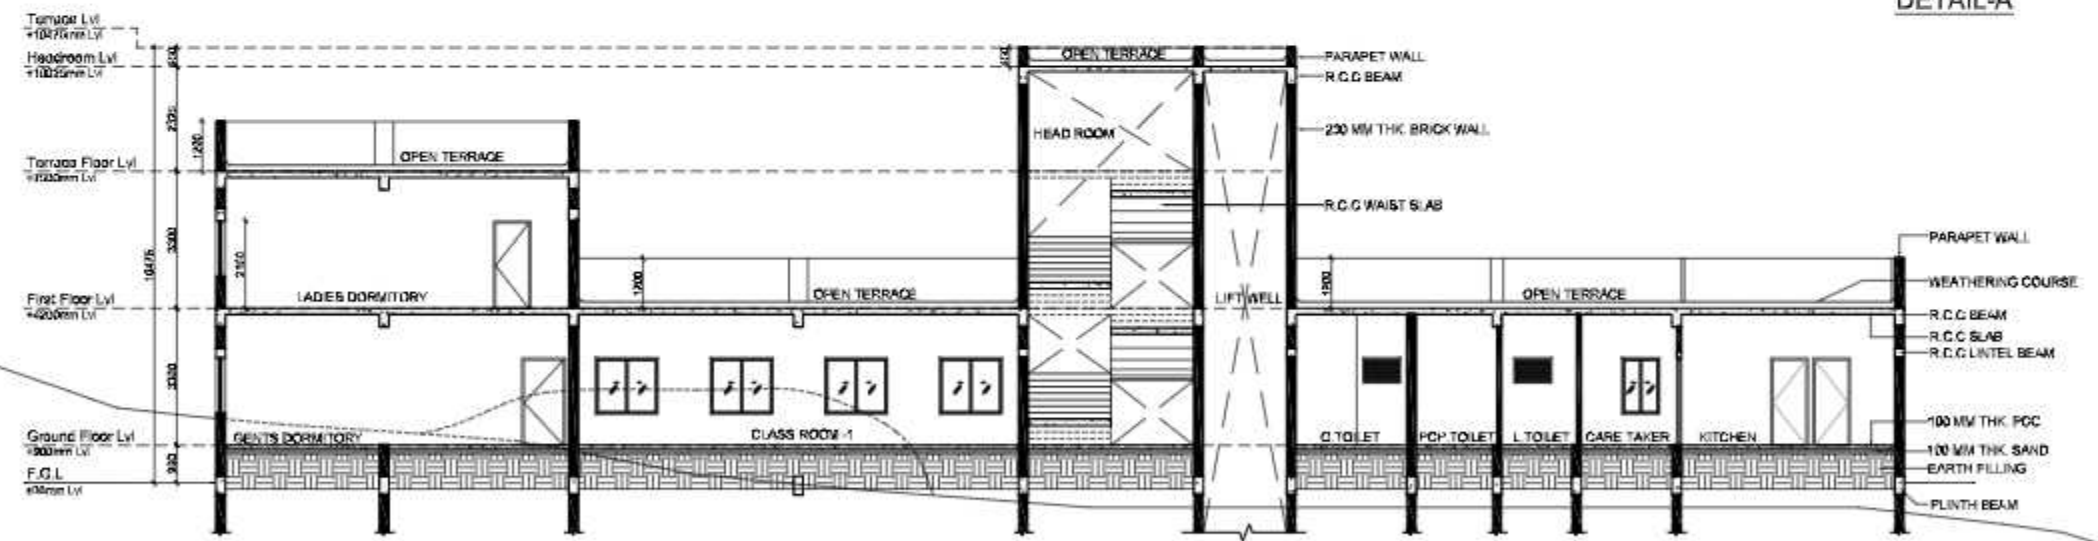 DETAIL-A
Terrace Lvl
Headroom Lvl
OPEN TERRACE
PARAPET WALL
R.C.C BEAM
HEAD ROOM
230 MM THK. BRICK WALL
1200
OPEN TERRACE
Terrace Floor Lvl
R.C.C WAIST SLAB
3300
2100
10475
PARAPET WALL
1200
WEATHERING COURSE
First Floor Lvl
+4200mm Lvl
LADIES DORMITORY
OPEN TERRACE
LIFT WELL
OPEN TERRACE
R.C.C BEAM
R.C.C SLAB
R.C.C LINTEL BEAM
100 MM THK. PCC
Ground Floor Lvl
+900mm Lvl
GENTS DORMITORY
CLASS ROOM -1
G.TOILET
PCP TOILET
L.TOILET
CARE TAKER
KITCHEN
100 MM THK. SAND
EARTH FILLING
F.G.L
PLINTH BEAM